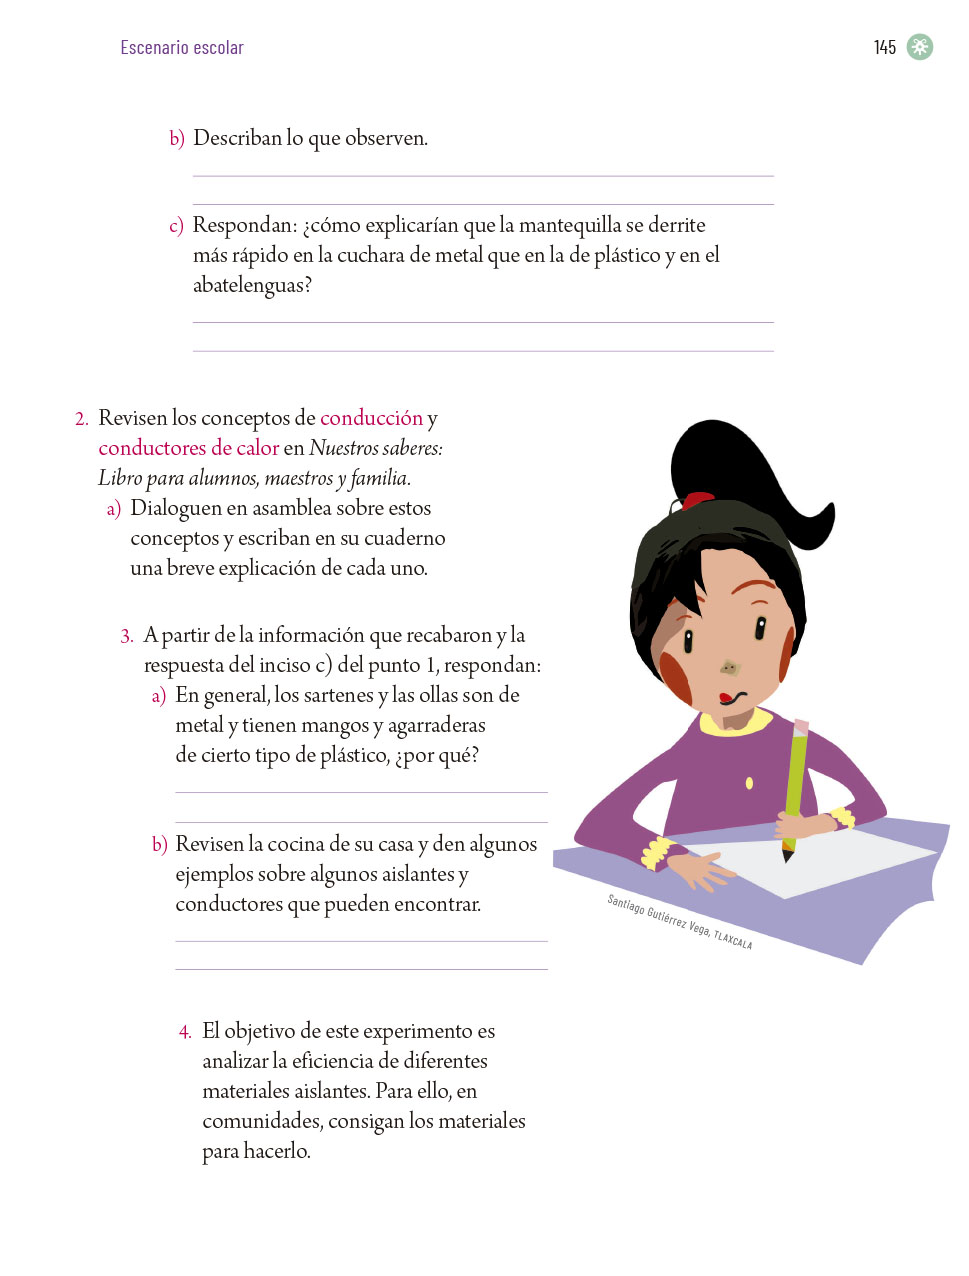 Escenario escolar
145
b) Describan lo que observen.
c) Respondan: ¿cómo explicarían que la mantequilla se derrite
más rápido en la cuchara de metal que en la de plástico y en el
abatelenguas?
2. Revisen los conceptos de conducción y
conductores de calor en Nuestros saberes:
Libro para alumnos, maestros y familia.
a) Dialoguen en asamblea sobre estos
conceptos y escriban en su cuaderno
una breve explicación de cada uno.
3. A partir de la información que recabaron y la
respuesta del inciso c) del punto 1, respondan:
a) En general, los sartenes y las ollas son de
metal y tienen mangos y agarraderas
de cierto tipo de plástico, ¿por qué?
b) Revisen la cocina de su casa y den algunos
ejemplos sobre algunos aislantes y
conductores que pueden encontrar.
Santiago Gutiérrez Vega, TLAXCALA
4. El objetivo de este experimento es
analizar la eficiencia de diferentes
materiales aislantes. Para ello, en
comunidades, consigan los materiales
para hacerlo.